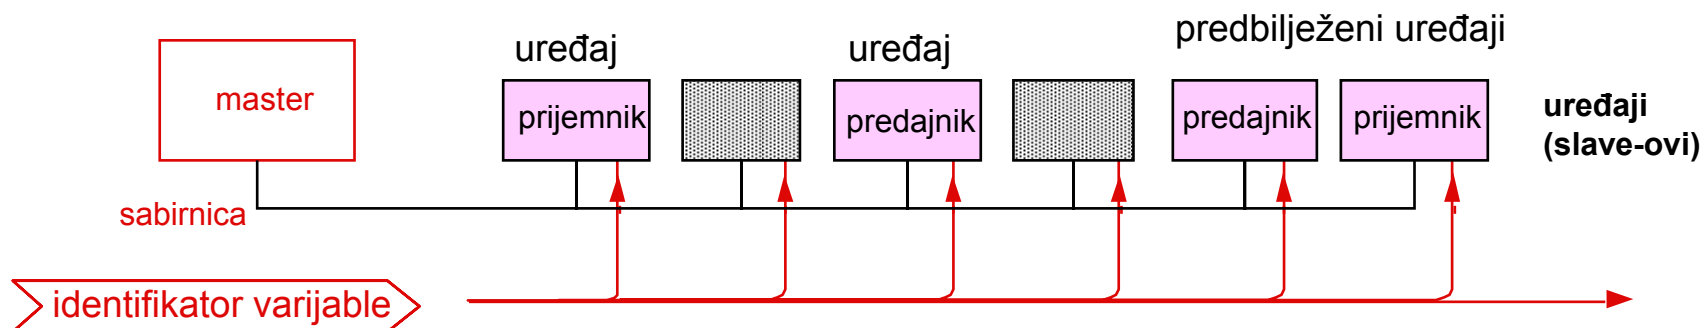 predbilježeni uređaji
uređaj
uređaj
master
prijemnik
predajnik
predajnik
prijemnik
uređaji
(slave-ovi)
sabirnica
identifikator varijable